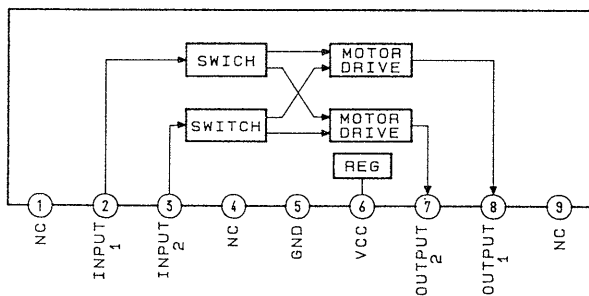 SWICH
MOTOR
DRIVE
SWITCH
MOTOR
DRIVE
REG
1
2
3
4
5
6
7
8
9
NC
INPUT
1
INPUT
2
NC
GND
VCC
OUTPUT
2
OUTPUT
1
NC